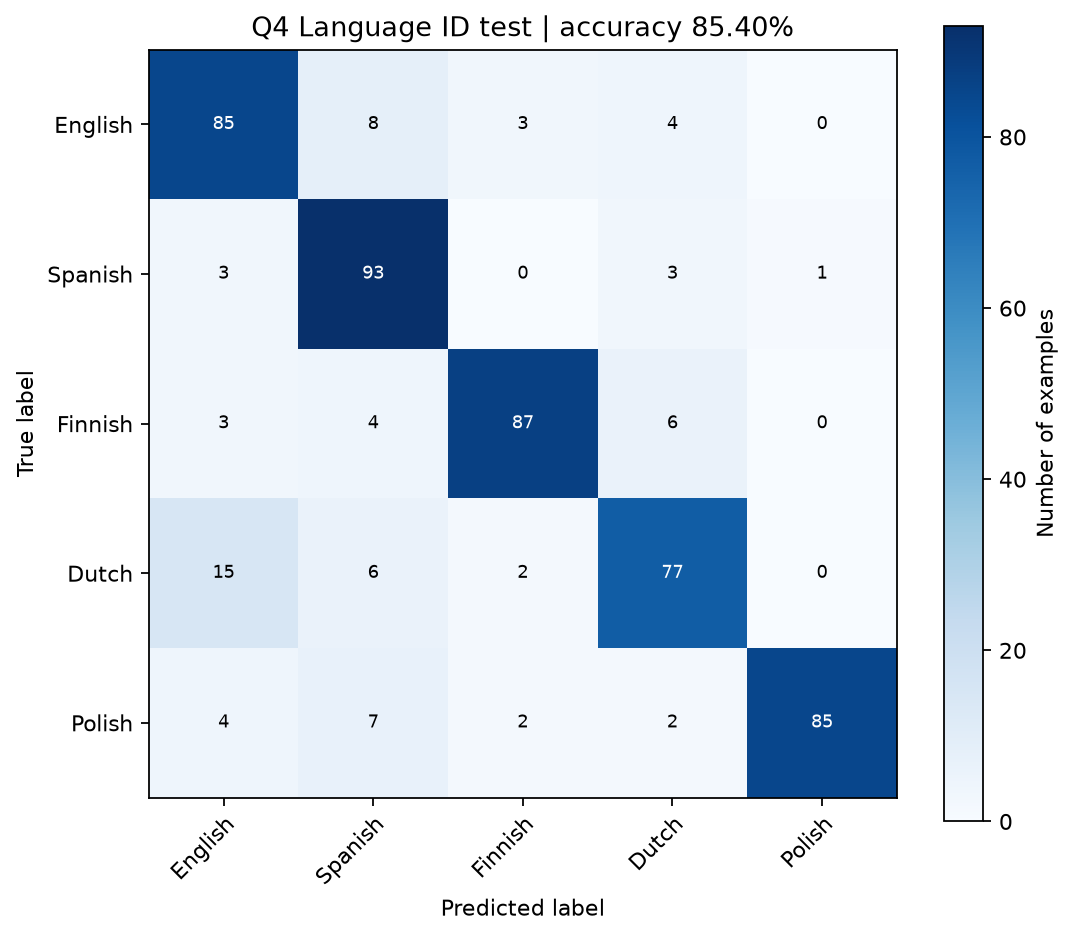 Q4 Language ID test | accuracy 85.40%
English 85 8 3 4 0
Spanish 3 93 0 3 1
Finnish 3 4 87 6 0
Dutch 15 6 2 77 0
Polish 4 7 2 2 85
English Spanish Finnish Dutch Polish
Predicted label
True label
80
60
40
20
0
Number of examples